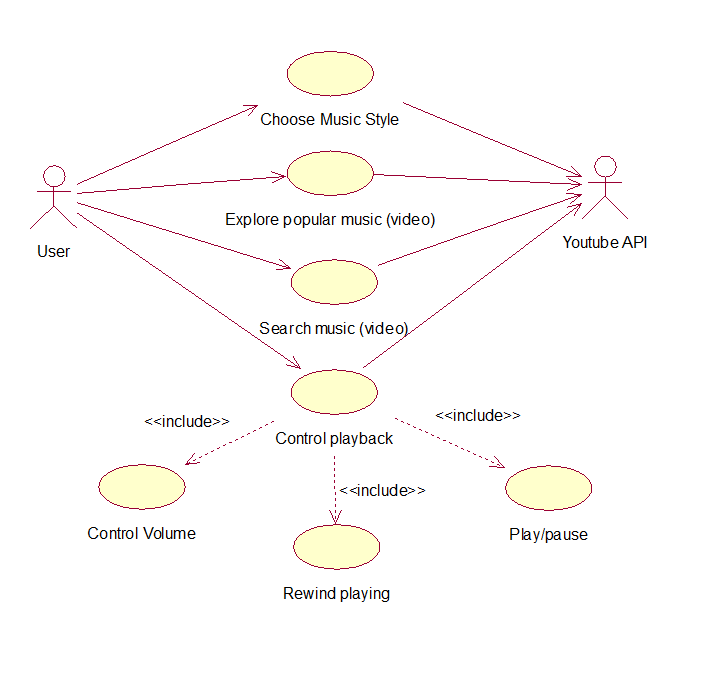 Choose Music Style
Explore popular music (video)
User
Youtube API
Search music (video)
<<include>>
<<include>>
Control playback
<<include>>
Control Volume
Play/pause
Rewind playing